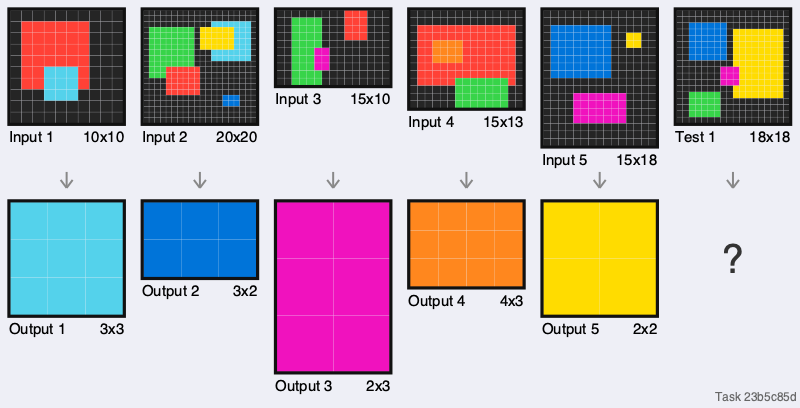 Input 1 10x10
Input 2 20x20
Input 3 15x10
Input 4 15x13
Input 5 15x18
Test 1 18x18
?
Output 1 3x3
Output 2 3x2
Output 3 2x3
Output 4 4x3
Output 5 2x2
Task 23b5c85d